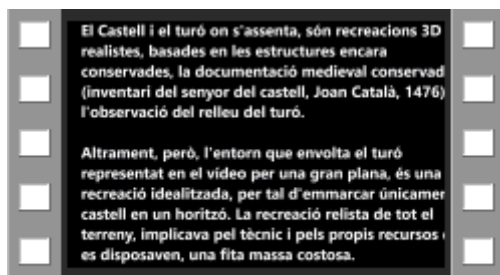 El Castell i el turó on s'assenta, són recreacions 3D
realistes, basades en les estructures encara
conservades, la documentació medieval conservad
(inventari del senyor del castell, Joan Català, 1476)
l'observació del relleu del turó.
Altrament, però, l'entorn que envolta el turó
representat en el vídeo per una gran plana, és una
recreació idealitzada, per tal d'emmarcar únicamen
castell en un horitzó. La recreació relista de tot el
terreny, implicava pel tècnic i pels propis recursos
es disposaven, una fita massa costosa.